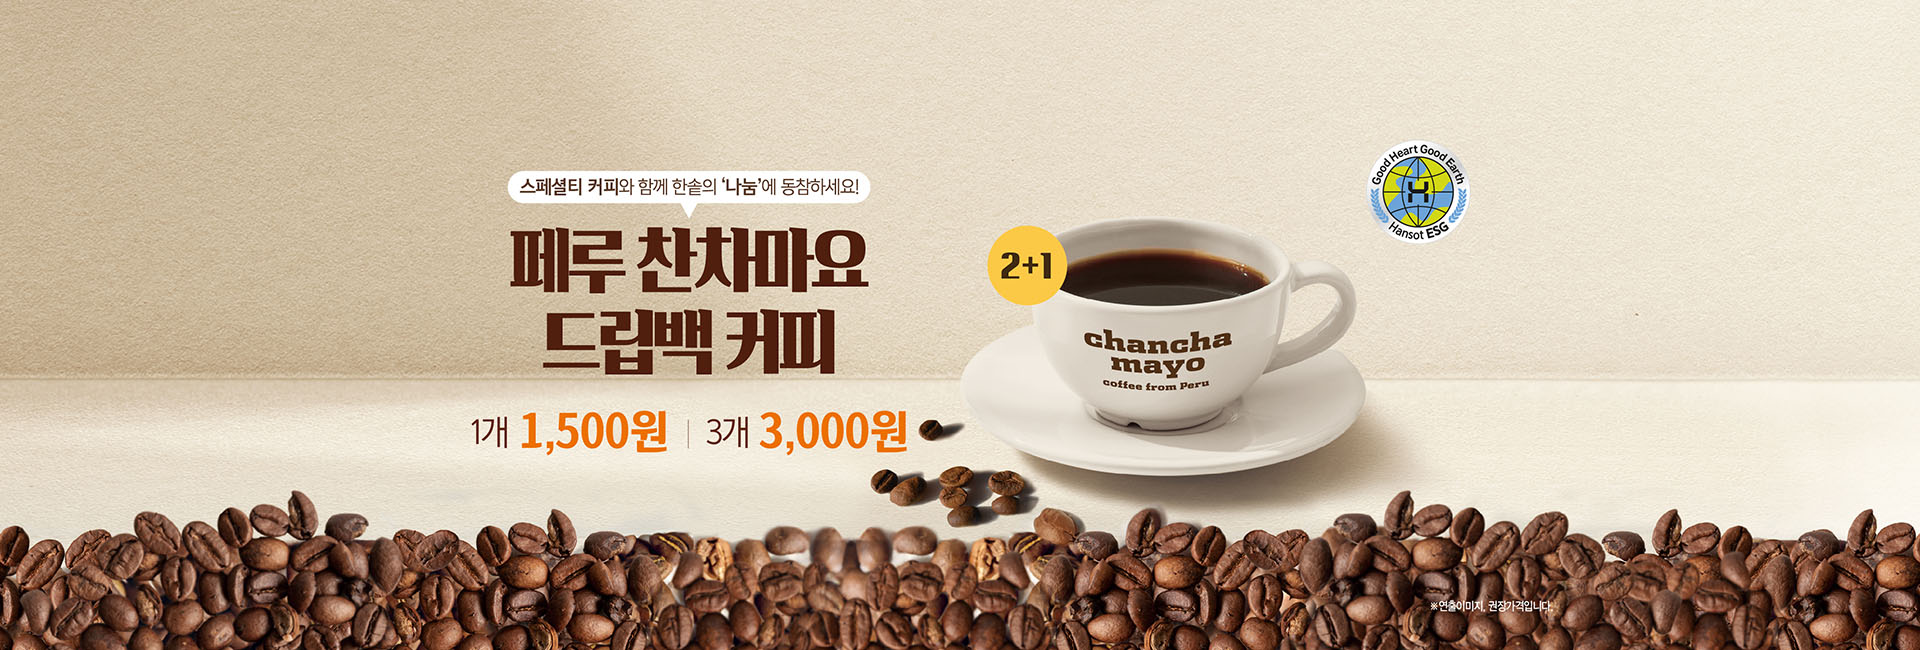 스페셜티 커피와 함께 한솥의 ‘나눔’에 동참하세요!
페루 찬차마요
드립백 커피
1개 1,500원 | 3개 3,000원
2+1
chancha
mayo
coffee from Peru
Good Heart Good Earth
Hansot ESG
※ 연출이미지, 권장가격입니다.